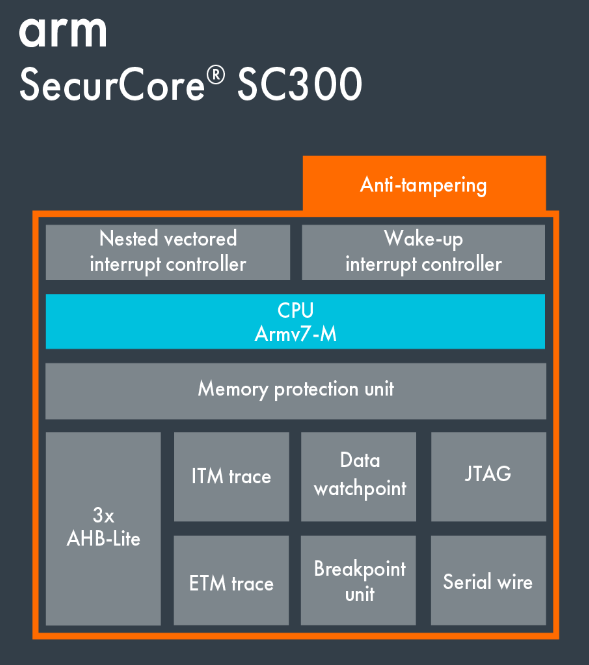 arm
SecurCore® SC300
Anti-tampering
Nested vectored
interrupt controller
Wake-up
interrupt controller
CPU
Armv7-M
Memory protection unit
3x
AHB-Lite
ITM trace
Data
watchpoint
JTAG
ETM trace
Breakpoint
unit
Serial wire